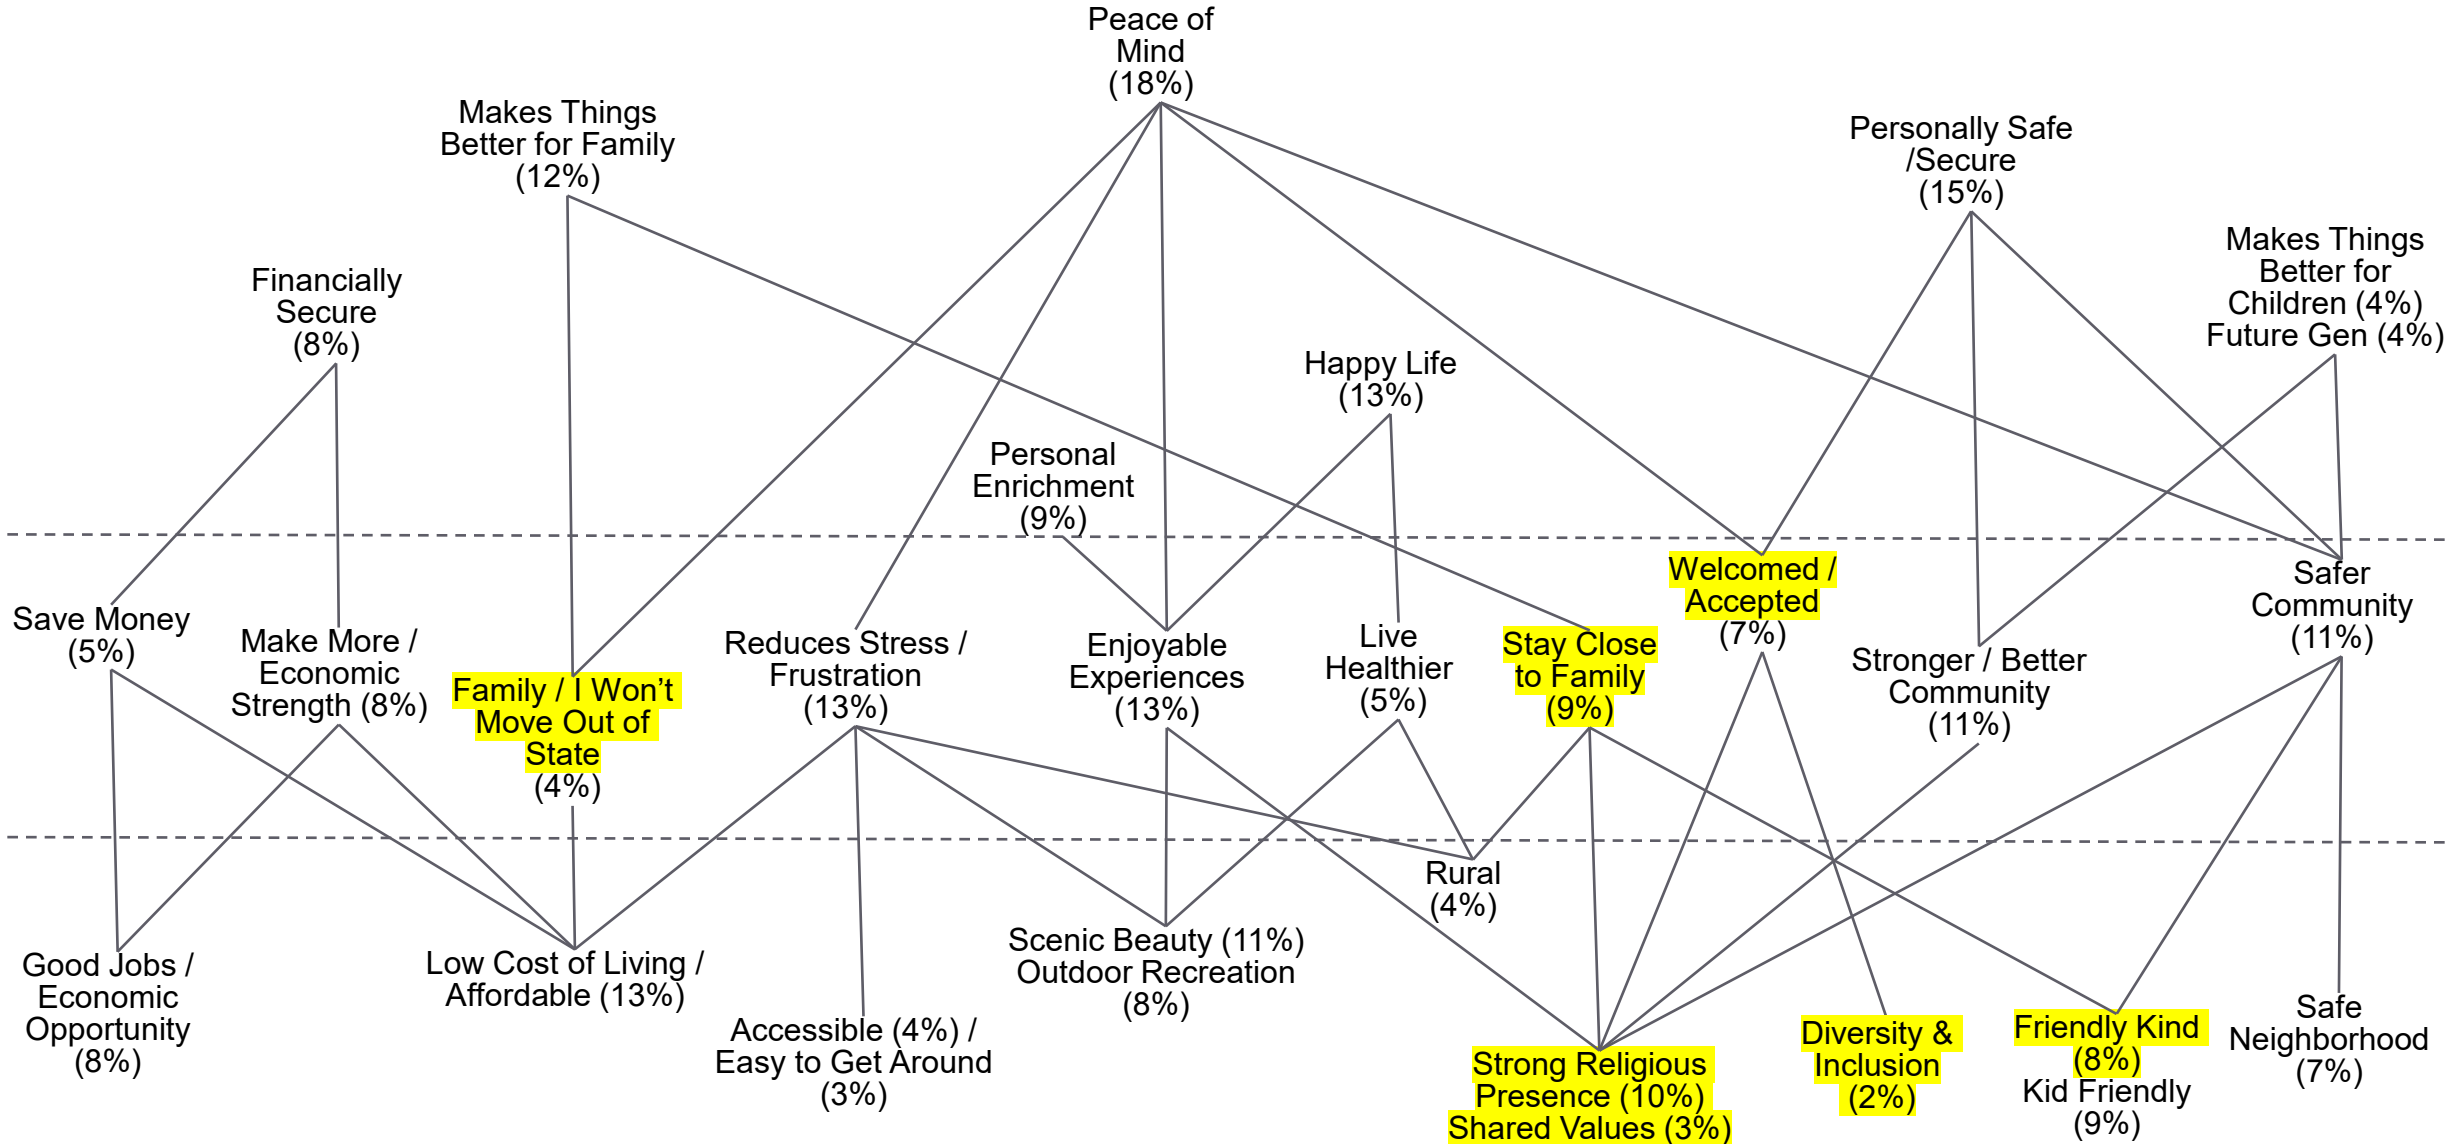 Peace of
Mind
(18%)
Makes Things
Better for Family
(12%)
Personally Safe
/Secure
(15%)
Makes Things
Better for
Children (4%)
Future Gen (4%)
Financially
Secure
(8%)
Happy Life
(13%)
Personal
Enrichment
(9%)
Save Money
(5%)
Make More /
Economic
Strength (8%)
Family / I Won’t
Move Out of
State
(4%)
Reduces Stress /
Frustration
(13%)
Enjoyable
Experiences
(13%)
Live
Healthier
(5%)
Stay Close
to Family
(9%)
Welcomed /
Accepted
(7%)
Stronger / Better
Community
(11%)
Safer
Community
(11%)
Good Jobs /
Economic
Opportunity
(8%)
Low Cost of Living /
Affordable (13%)
Accessible (4%) /
Easy to Get Around
(3%)
Scenic Beauty (11%)
Outdoor Recreation
(8%)
Rural
(4%)
Strong Religious
Presence (10%)
Shared Values (3%)
Diversity &
Inclusion
(2%)
Friendly Kind
(8%)
Kid Friendly
(9%)
Safe
Neighborhood
(7%)